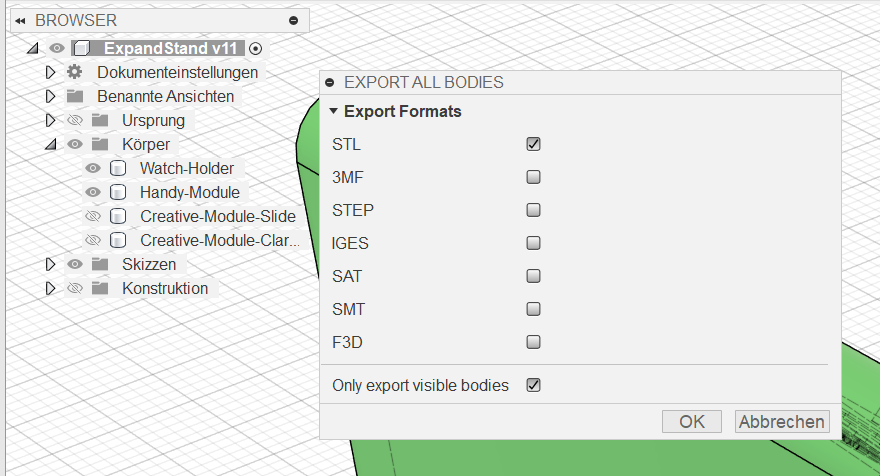 BROWSER
ExpandStand v11
Dokumenteinstellungen
Benannte Ansichten
Ursprung
Körper
Watch-Holder
Handy-Module
Creative-Module-Slide
Creative-Module-Clar...
Skizzen
Konstruktion
EXPORT ALL BODIES
Export Formats
STL
3MF
STEP
IGES
SAT
SMT
F3D
Only export visible bodies
OK Abbrechen